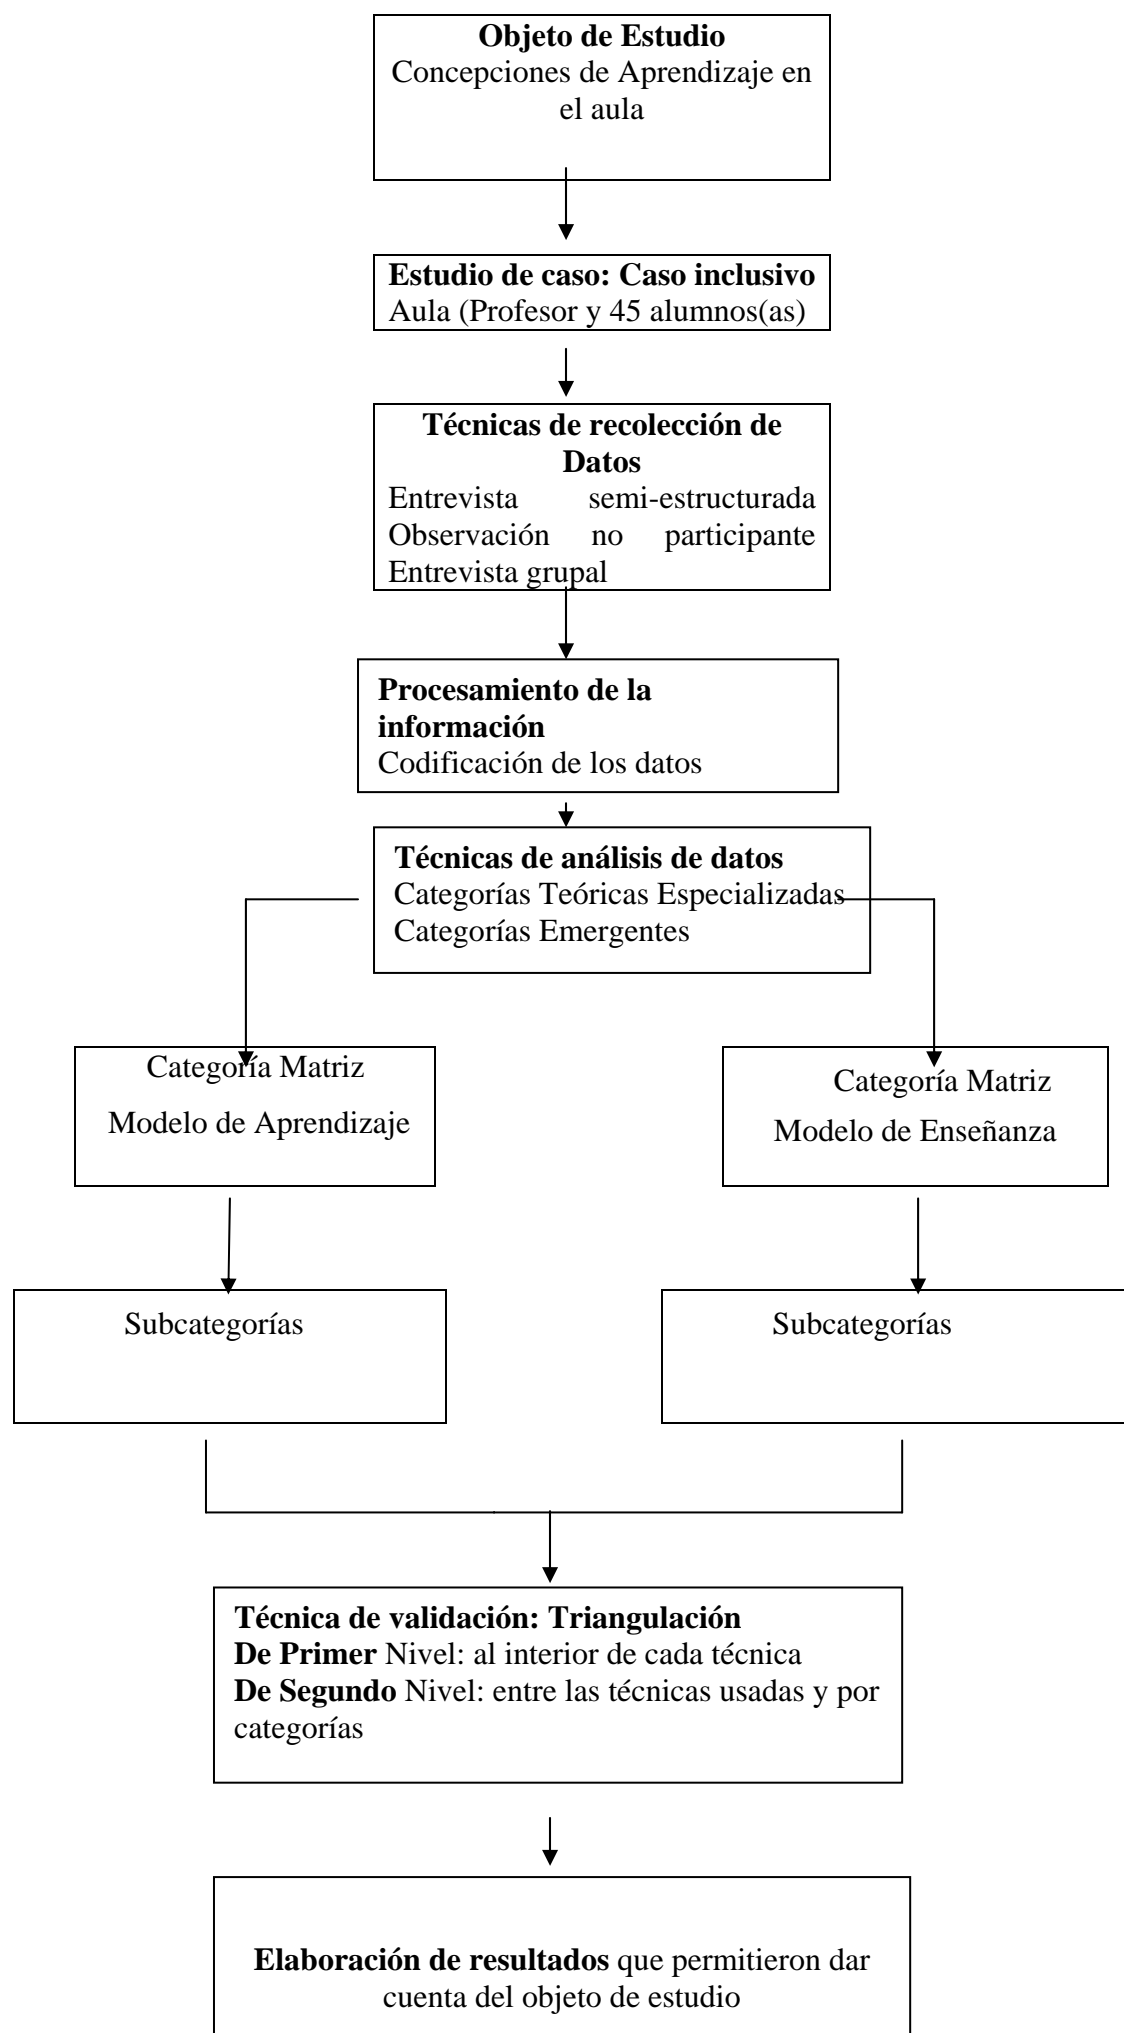 Objeto de Estudio
Concepciones de Aprendizaje en
el aula
Estudio de caso: Caso inclusivo
Aula (Profesor y 45 alumnos(as)
Técnicas de recolección de
Datos
Entrevista semi-estructurada
Observación no participante
Entrevista grupal
Procesamiento de la
información
Codificación de los datos
Técnicas de análisis de datos
Categorías Teóricas Especializadas
Categorías Emergentes
Categoría Matriz
Modelo de Aprendizaje
Categoría Matriz
Modelo de Enseñanza
Subcategorías
Subcategorías
Técnica de validación: Triangulación
De Primer Nivel: al interior de cada técnica
De Segundo Nivel: entre las técnicas usadas y por
categorías
Elaboración de resultados que permitieron dar
cuenta del objeto de estudio